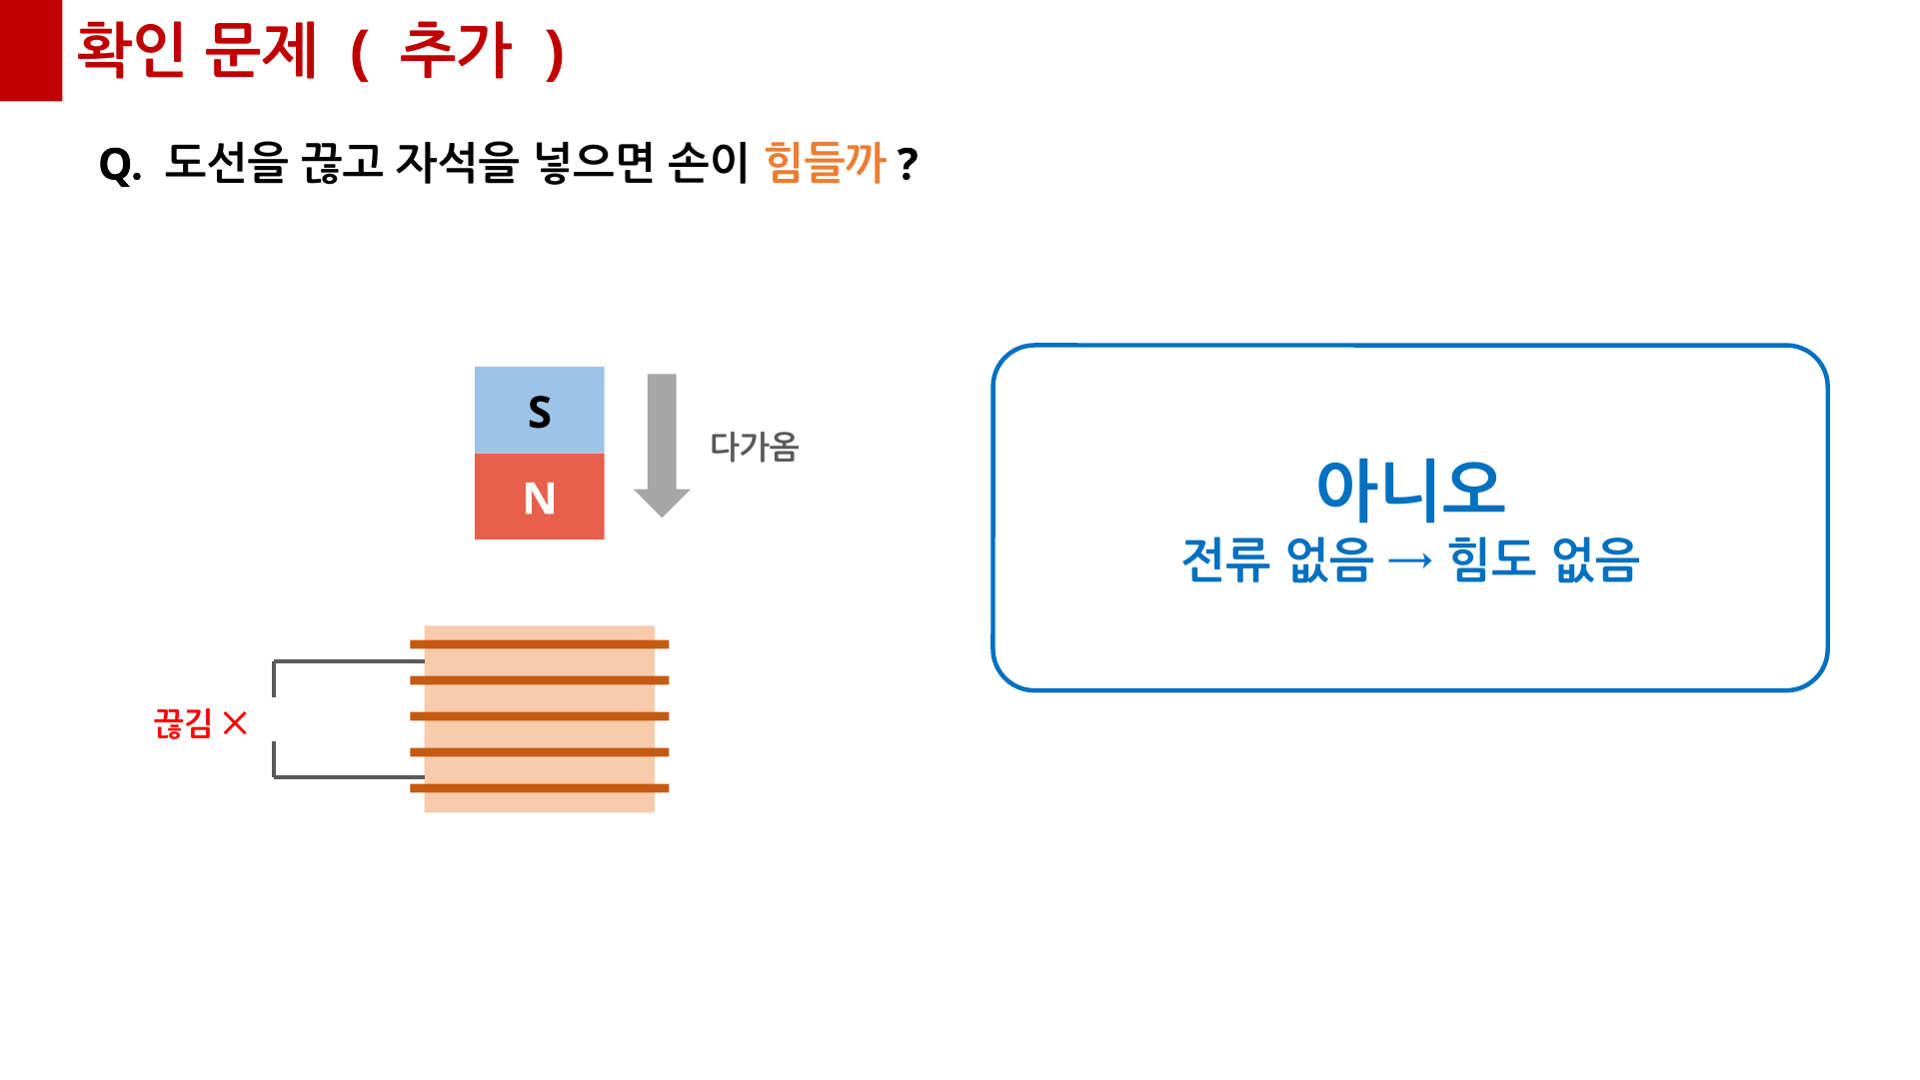 확인 문제 ( 추가 )
Q. 도선을 끊고 자석을 넣으면 손이 힘들까 ?
S
N
다가옴
끊김 ×
아니오
전류 없음 → 힘도 없음